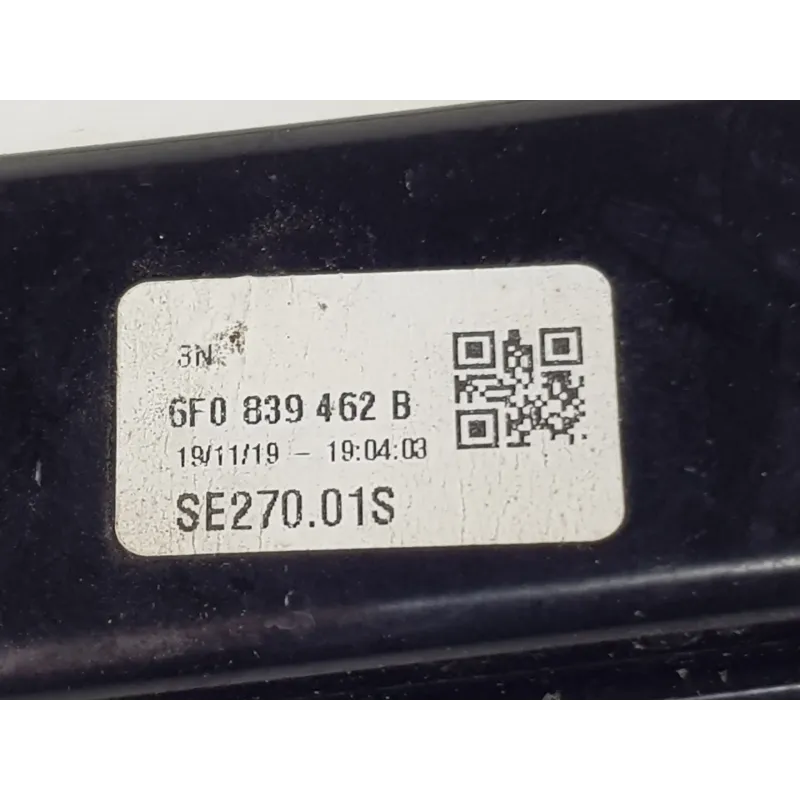 3N
6F0 839 462 B
19/11/19 - 19:04:03
SE270.01S